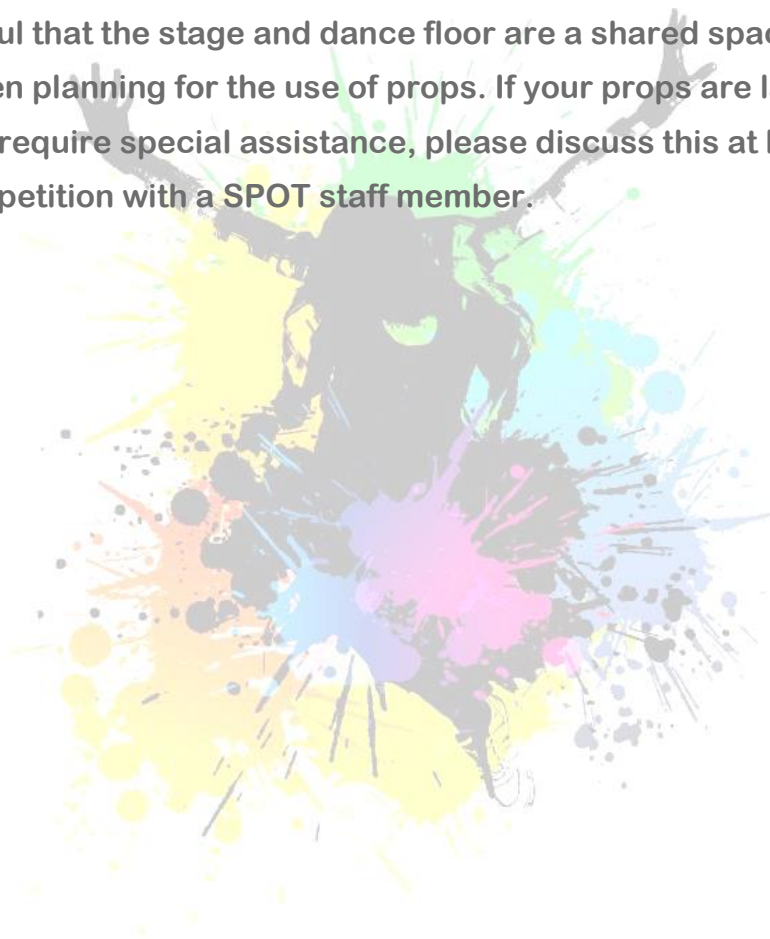 ul that the stage and dance floor are a shared spac
en planning for the use of props. If your props are l
require special assistance, please discuss this at l
petition with a SPOT staff member.